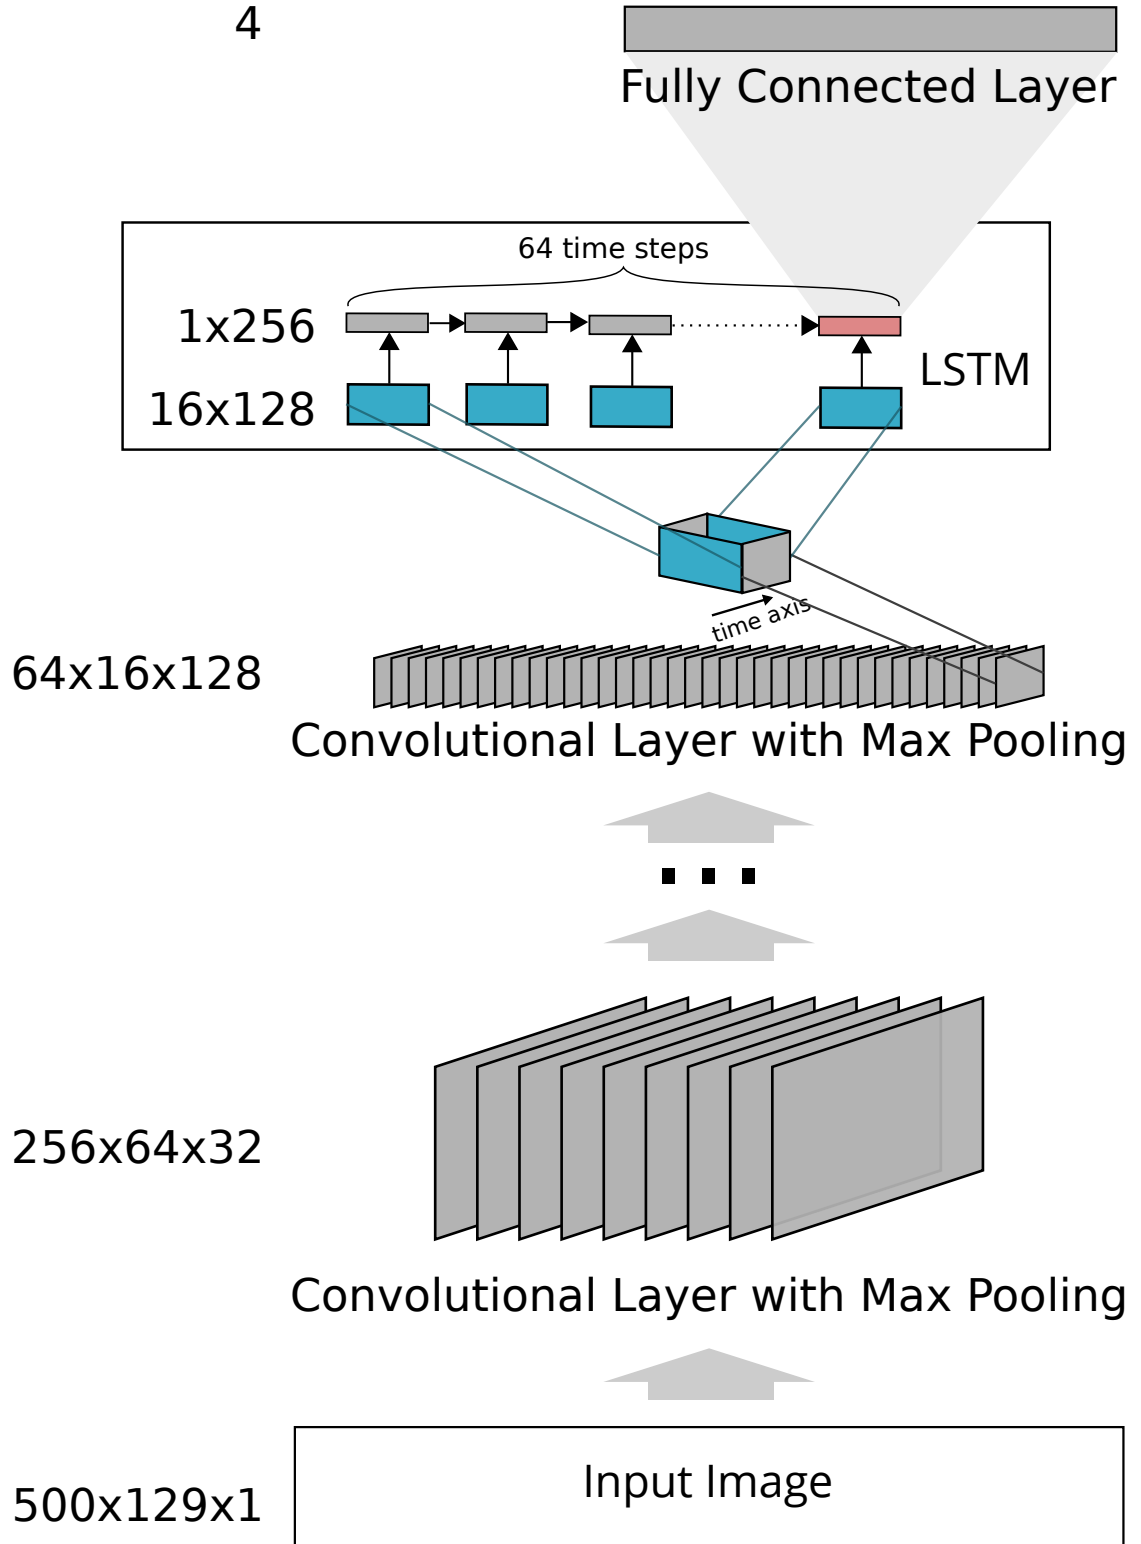 4
Fully Connected Layer
64 time steps
1x256
LSTM
16x128
time axis
64x16x128
Convolutional Layer with Max Pooling
...
256x64x32
Convolutional Layer with Max Pooling
Input Image
500x129x1